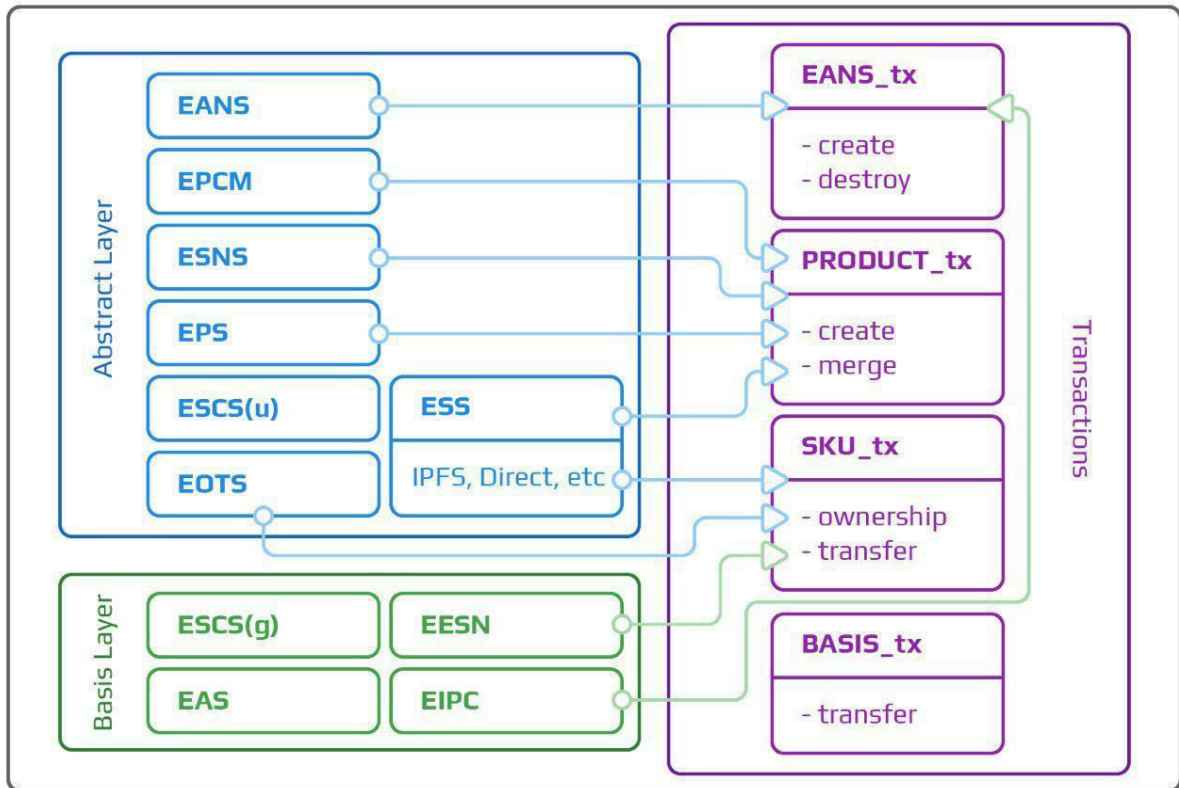 Abstract Layer
EANS
EPCM
ESNS
EPS
ESCS(u)
EOTS
ESS
IPFS, Direct, etc
Basis Layer
ESCS(g)
EESN
EAS
EIPC
Transactions
EANS_tx
- create
- destroy
PRODUCT_tx
- create
- merge
SKU_tx
- ownership
- transfer
BASIS_tx
- transfer